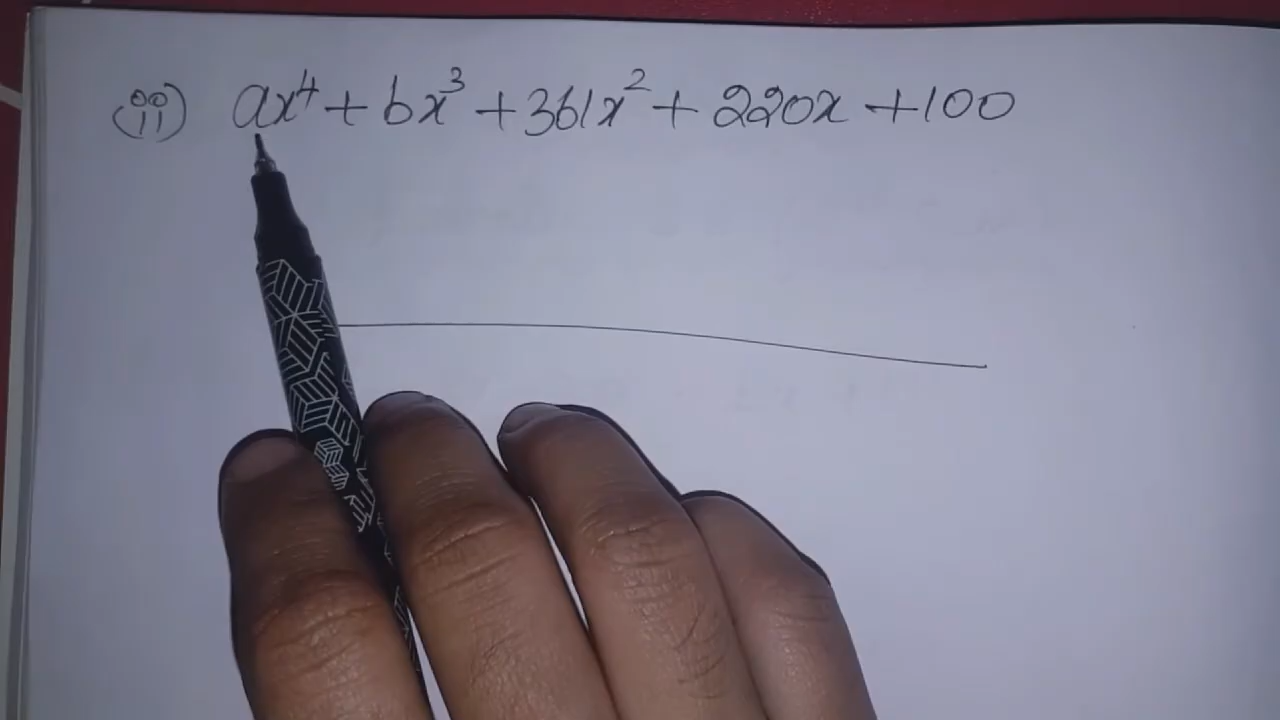 (ii) ax⁴ + bx³ + 361x² + 220x + 100